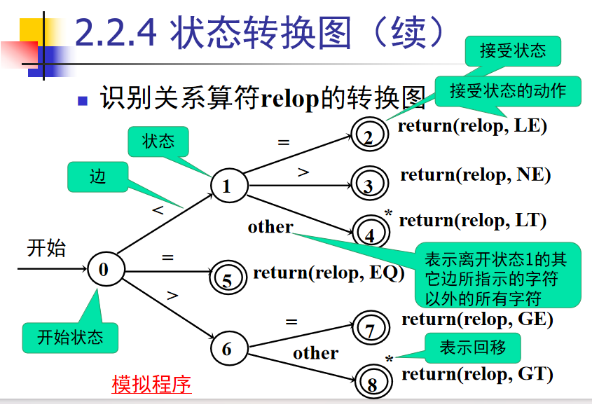 2.2.4 状态转换图（续）
接受状态
识别关系算符relop的转换图
接受状态的动作
状态
=
2
return(relop, LE)
边
1
>
3
return(relop, NE)
<
other
4
*
return(relop, LT)
开始
0
=
5
return(relop, EQ)
表示离开状态1的其
它边所指示的字符
以外的所有字符
>
=
7
return(relop, GE)
开始状态
6
other
表示回移
模拟程序
8
*
return(relop, GT)